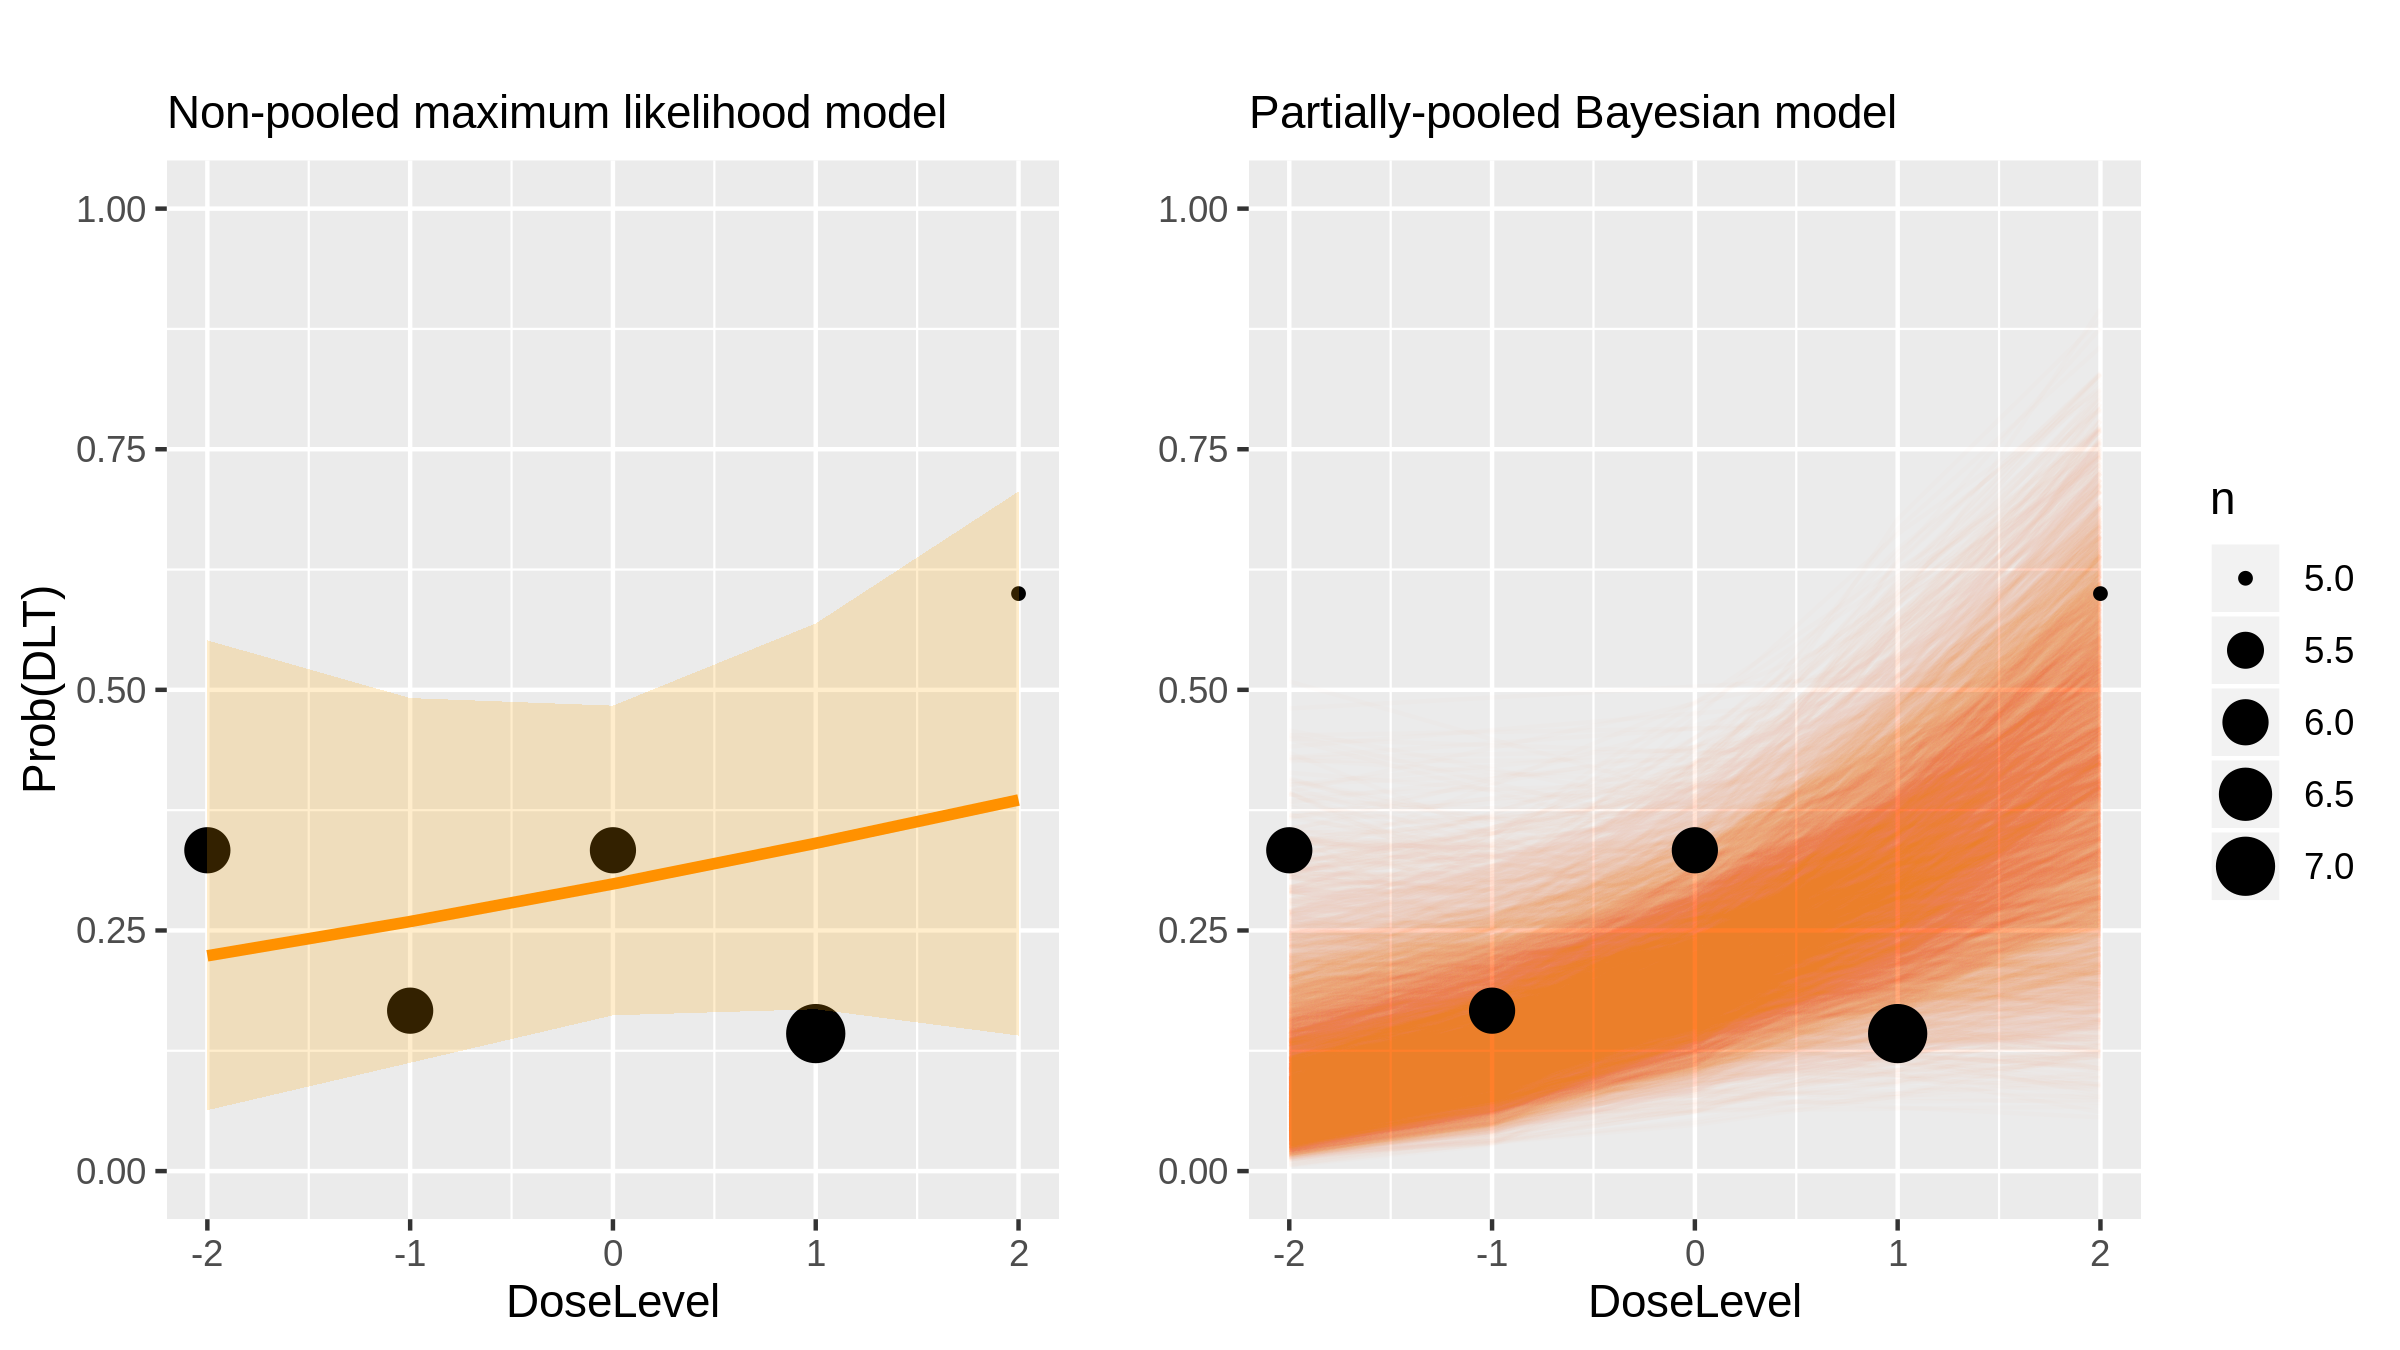 Non-pooled maximum likelihood model
Partially-pooled Bayesian model
Prob(DLT)
1.00
0.75
0.50
0.25
0.00
-2 -1 0 1 2
DoseLevel
1.00
0.75
0.50
0.25
0.00
-2 -1 0 1 2
DoseLevel
n
5.0
5.5
6.0
6.5
7.0